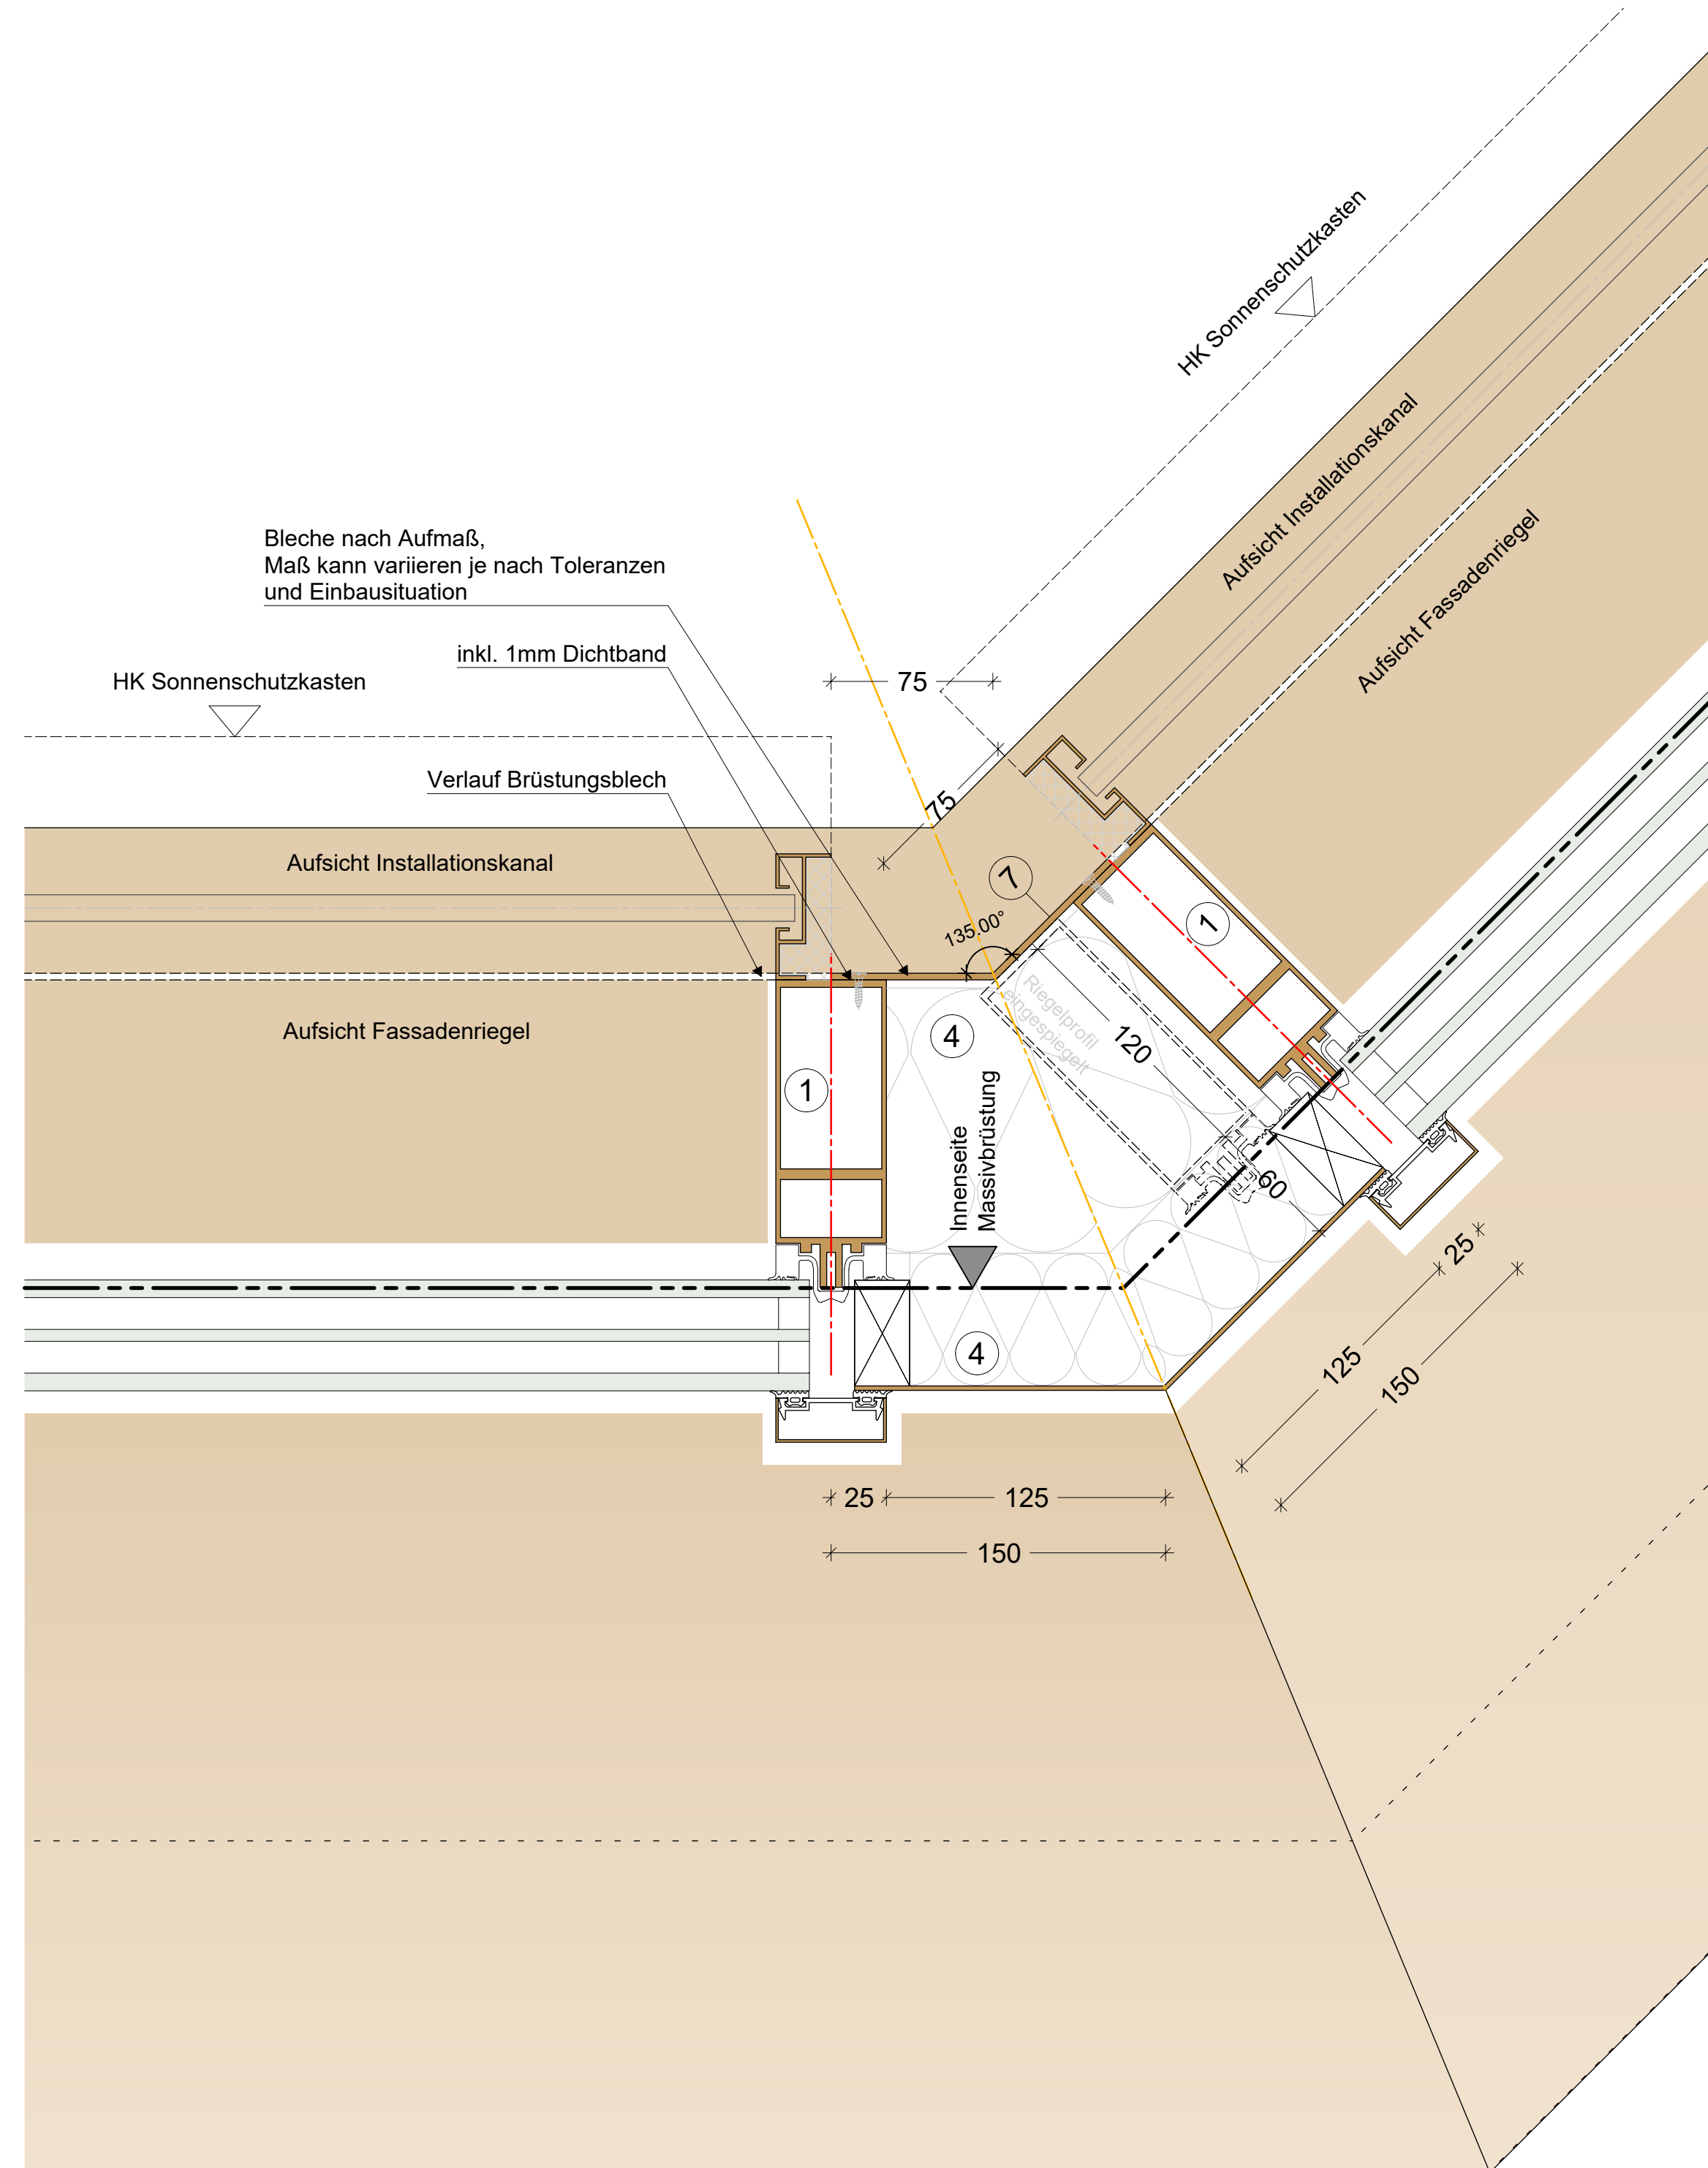 HK Sonnenschutzkasten
Aufsicht Installationskanal
Aufsicht Fassadenriegel
Bleche nach Aufmaß,
Maß kann variieren je nach Toleranzen
und Einbausituation
inkl. 1mm Dichtband
HK Sonnenschutzkasten
75
Verlauf Brüstungsblech
75
Aufsicht Installationskanal
7
135.00°
1
Riegelprofil
eingespiegelt
Aufsicht Fassadenriegel
4
120
1
Innenseite
Massivbrüstung
60
4
25
125
150
25
125
150